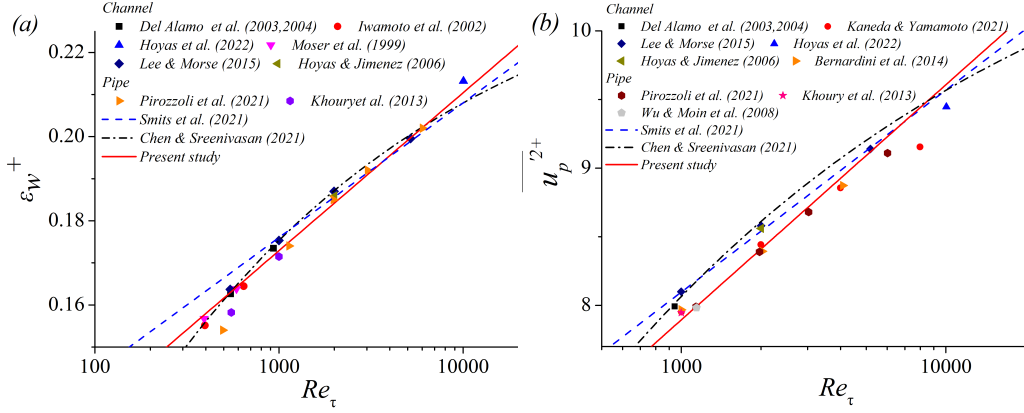 (a)
Channel
Del Alamo et al. (2003,2004) Iwamoto et al. (2002)
Hoyas et al. (2022) Moser et al. (1999)
Lee & Morse (2015) Hoyas & Jimenez (2006)
Pipe
Pirozzoli et al. (2021) Khouryet al. (2013)
Smits et al. (2021)
Chen & Sreenivasan (2021)
Present study
0.22
0.20
0.18
0.16
εw+
100 1000 10000
Reτ
(b)
Channel
Del Alamo et al. (2003,2004) Kaneda & Yamamoto (2021)
Lee & Morse (2015) Hoyas et al. (2022)
Hoyas & Jimenez (2006) Bernardini et al. (2014)
Pipe
Pirozzoli et al. (2021) Khoury et al. (2013)
Wu & Moin et al. (2008)
Smits et al. (2021)
Chen & Sreenivasan (2021)
Present study
10
9
8
up'2+
1000 10000
Reτ